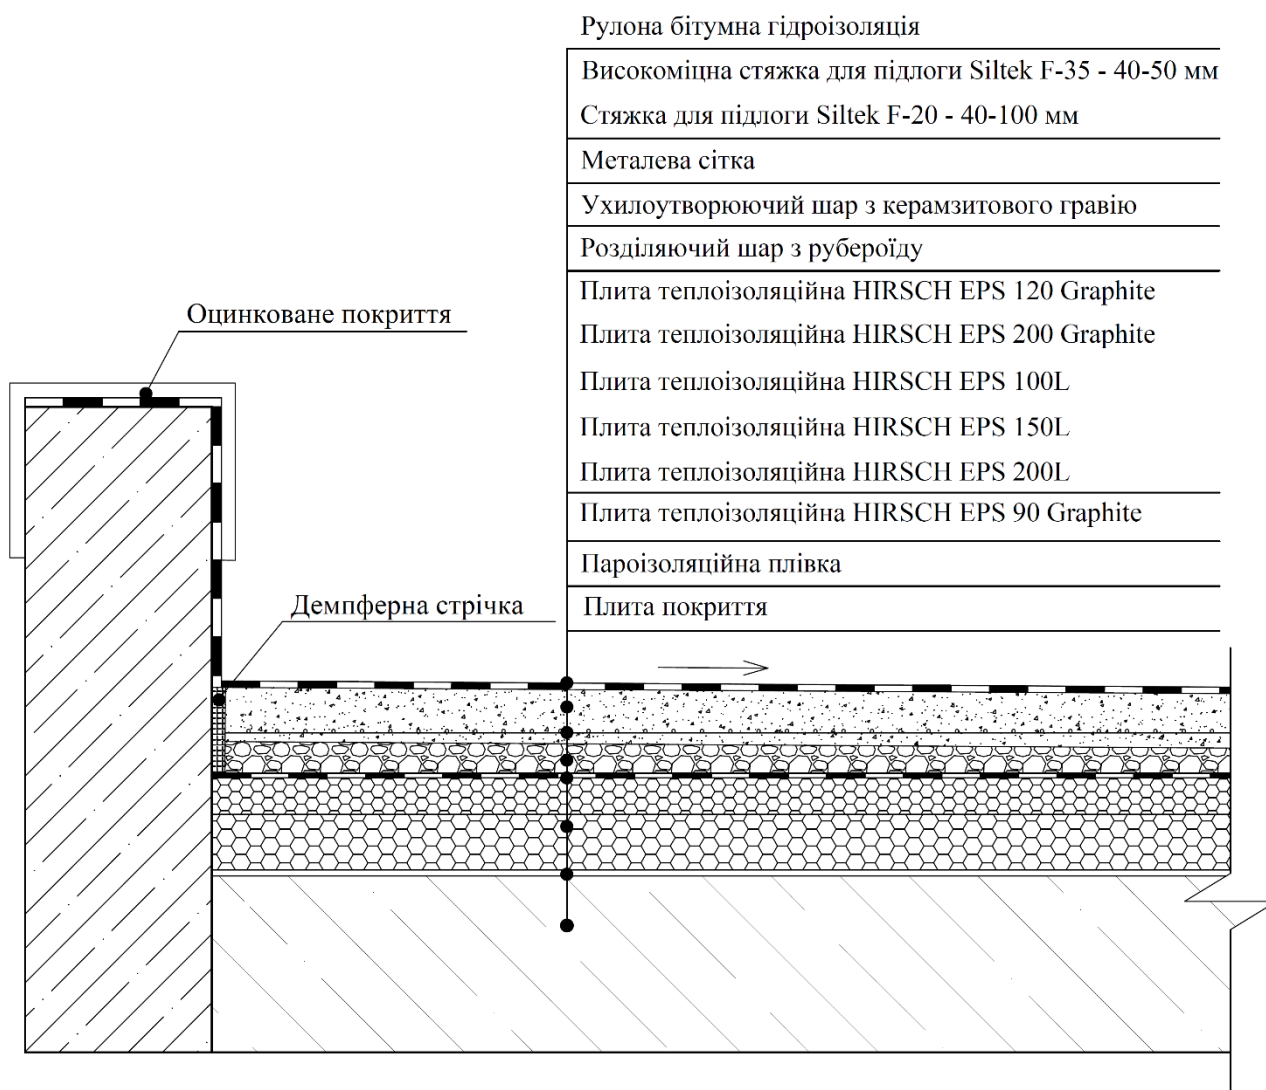 Рулона бітумна гідроізоляція
Високоміцна стяжка для підлоги Siltek F-35 - 40-50 мм
Стяжка для підлоги Siltek F-20 - 40-100 мм
Металева сітка
Ухилоутворюючий шар з керамзитового гравію
Розділяючий шар з рубероїду
Плита теплоізоляційна HIRSCH EPS 120 Graphite
Плита теплоізоляційна HIRSCH EPS 200 Graphite
Плита теплоізоляційна HIRSCH EPS 100L
Плита теплоізоляційна HIRSCH EPS 150L
Плита теплоізоляційна HIRSCH EPS 200L
Плита теплоізоляційна HIRSCH EPS 90 Graphite
Пароізоляційна плівка
Плита покриття
Оцинковане покриття
Демпферна стрічка